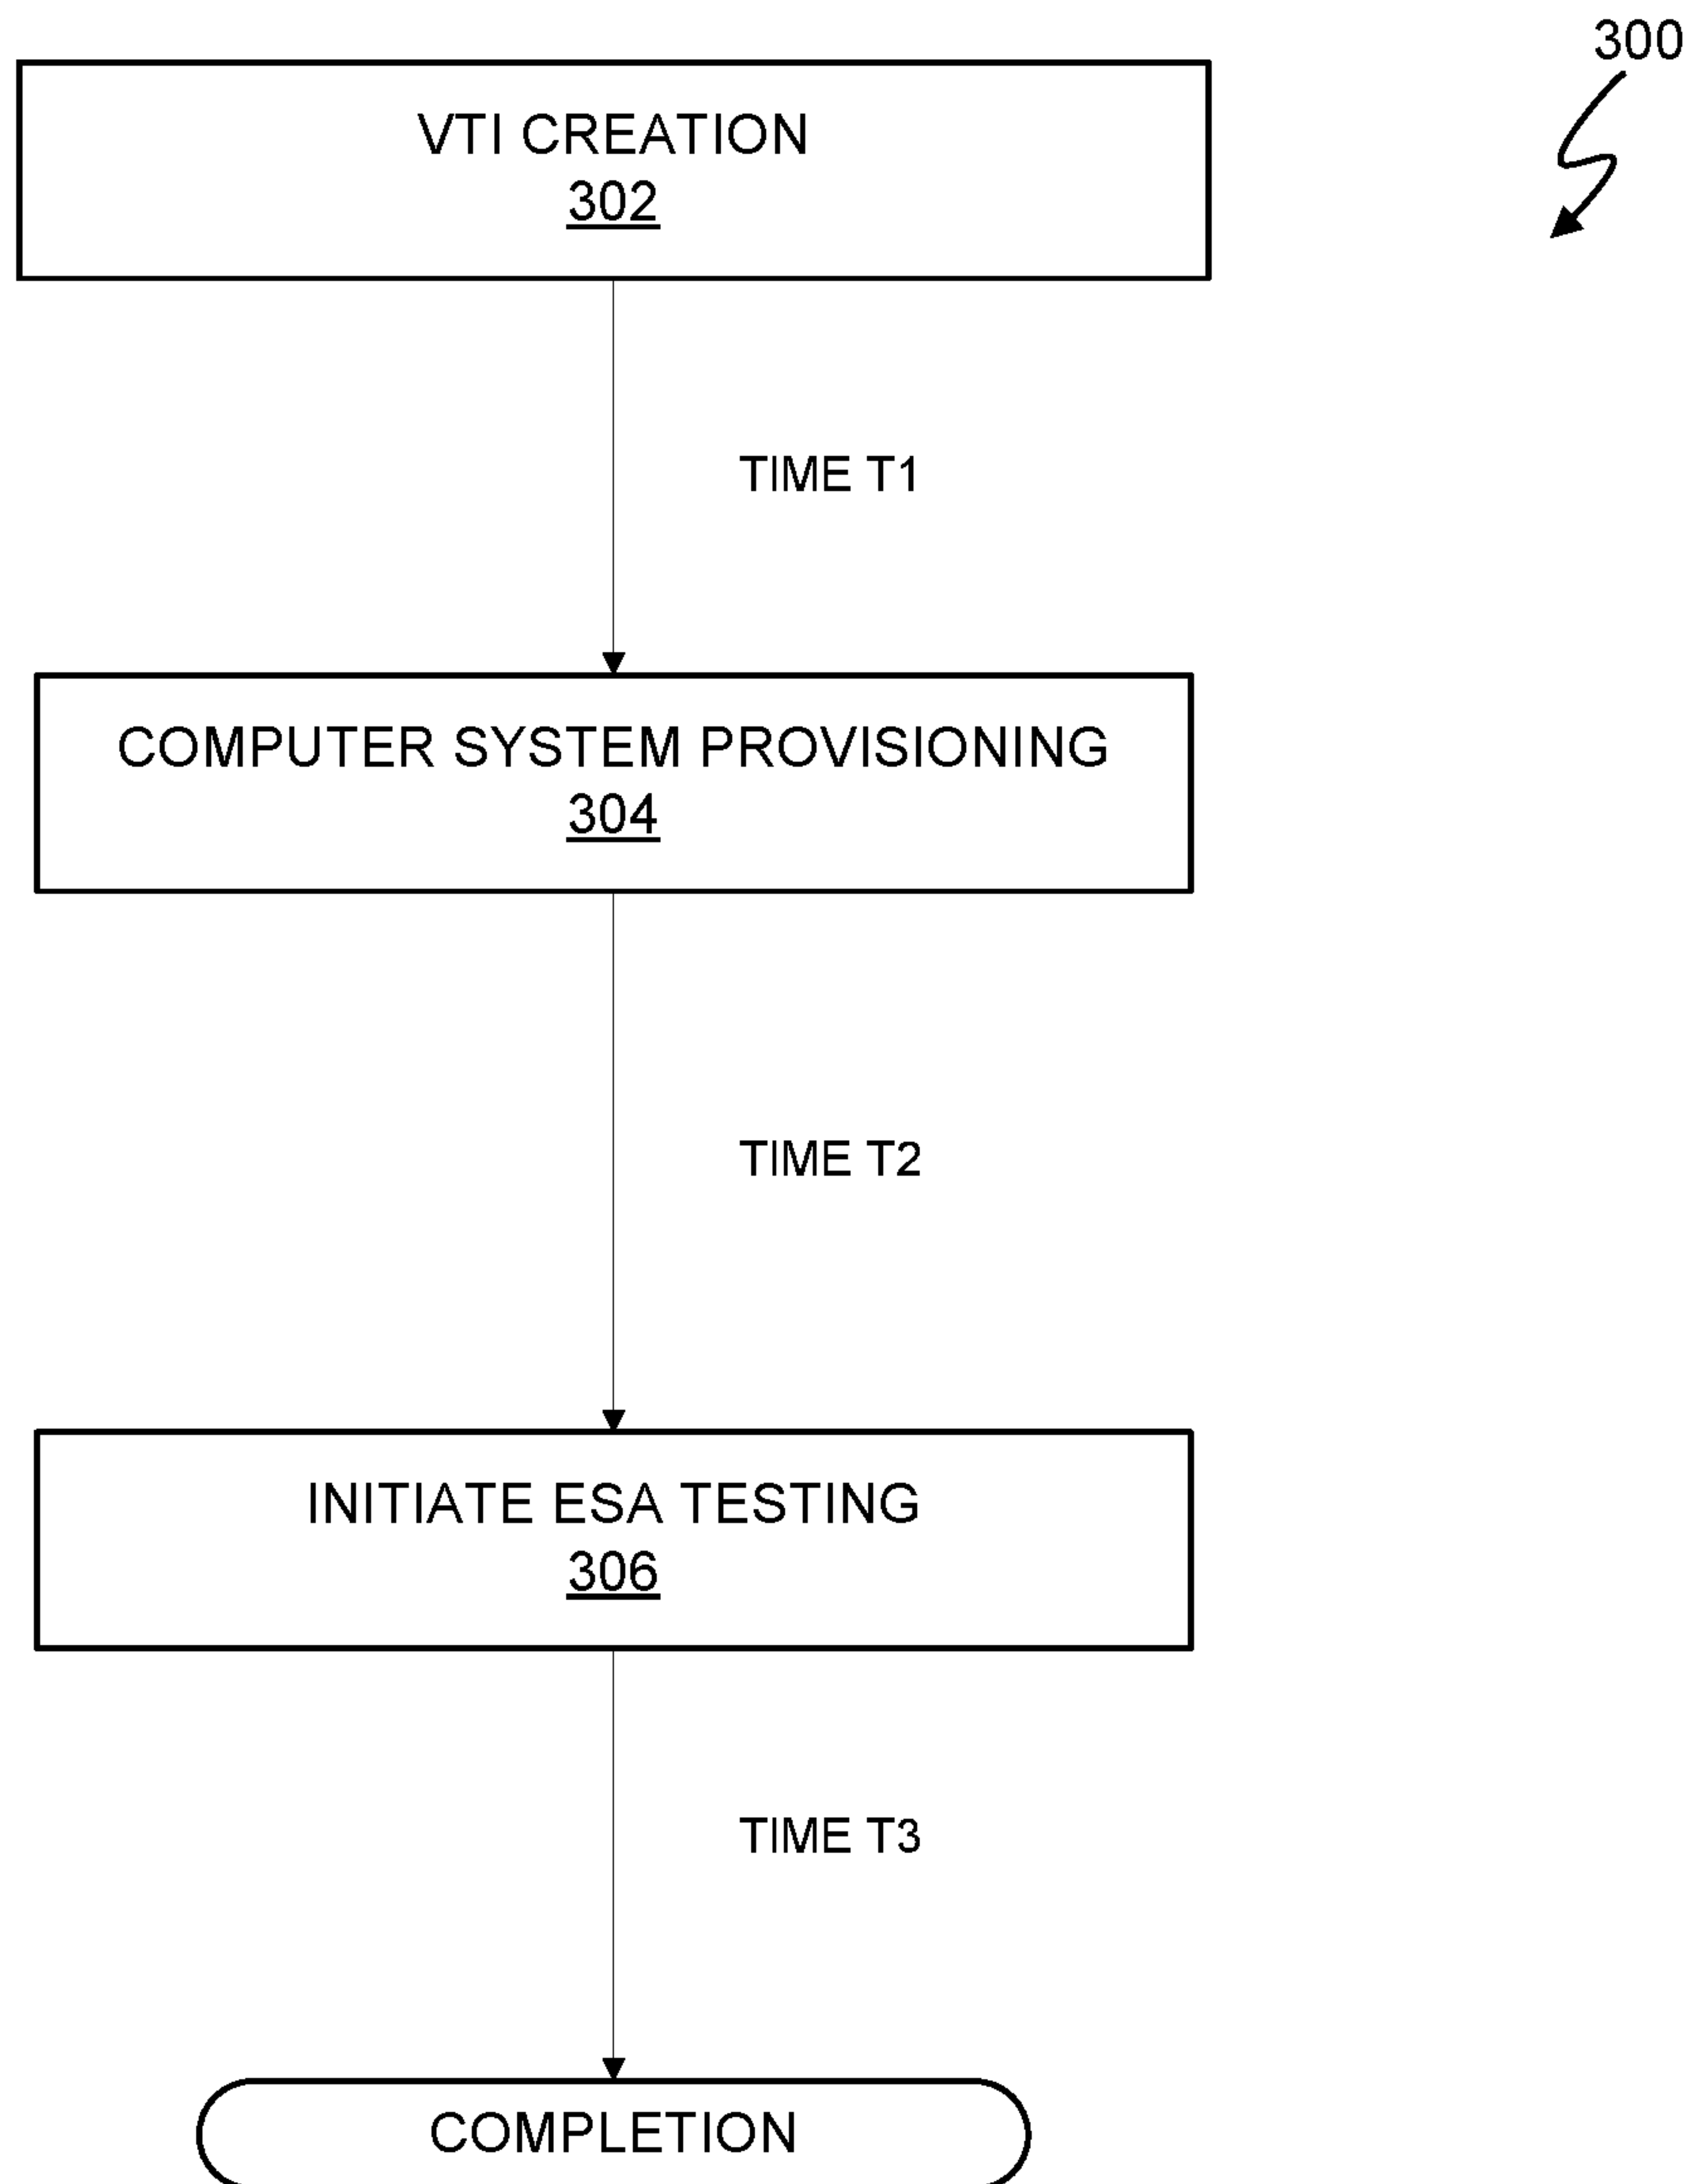 300
VTI CREATION
302
TIME T1
COMPUTER SYSTEM PROVISIONING
304
TIME T2
INITIATE ESA TESTING
306
TIME T3
COMPLETION